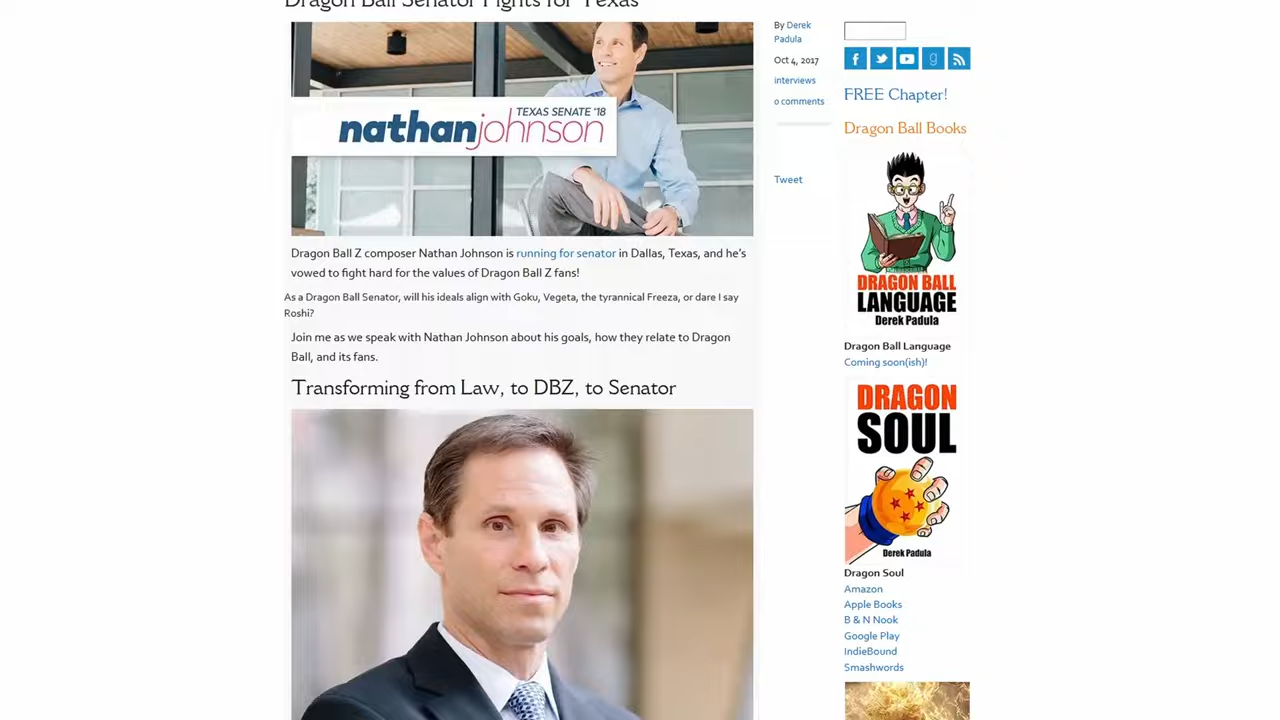 Dragon Ball Senator Fights for Texas
TEXAS SENATE '18
nathanjohnson
Dragon Ball Z composer Nathan Johnson is running for senator in Dallas, Texas, and he's
vowed to fight hard for the values of Dragon Ball Z fans!
As a Dragon Ball Senator, will his ideals align with Goku, Vegeta, the tyrannical Freeza, or dare I say
Roshi?
Join me as we speak with Nathan Johnson about his goals, how they relate to Dragon
Ball, and its fans.
Transforming from Law, to DBZ, to Senator
By Derek
Padula
Oct 4, 2017
interviews
0 comments
Tweet
FREE Chapter!
Dragon Ball Books
DRAGON BALL
LANGUAGE
Derek Padula
Dragon Ball Language
Coming soon(ish)!
DRAGON
SOUL
Derek Padula
Dragon Soul
Amazon
Apple Books
B & N Nook
Google Play
IndieBound
Smashwords